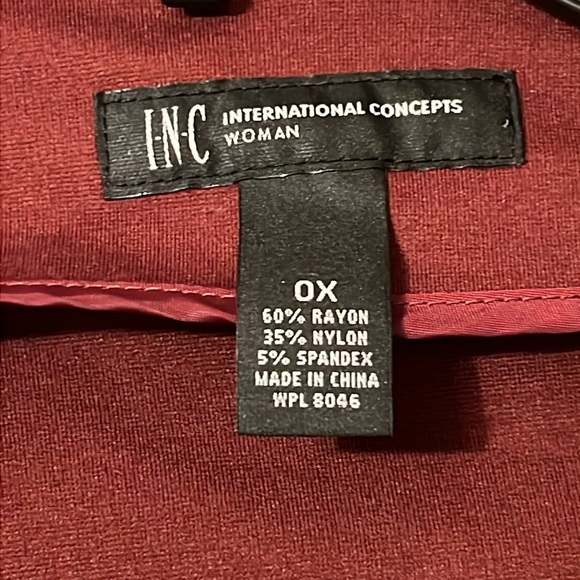 I·N·C INTERNATIONAL CONCEPTS
WOMAN
0X
60% RAYON
35% NYLON
5% SPANDEX
MADE IN CHINA
WPL 8046